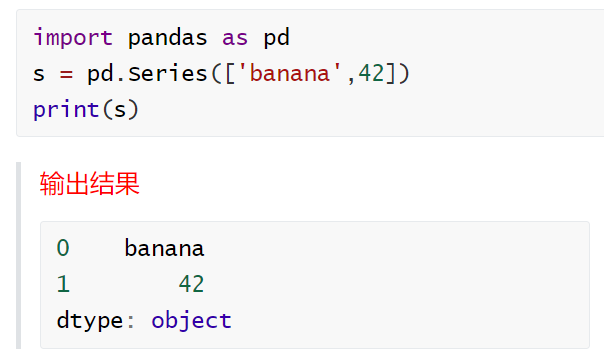 import pandas as pd
s = pd.Series(['banana',42])
print(s)
输出结果
0    banana
1        42
dtype: object